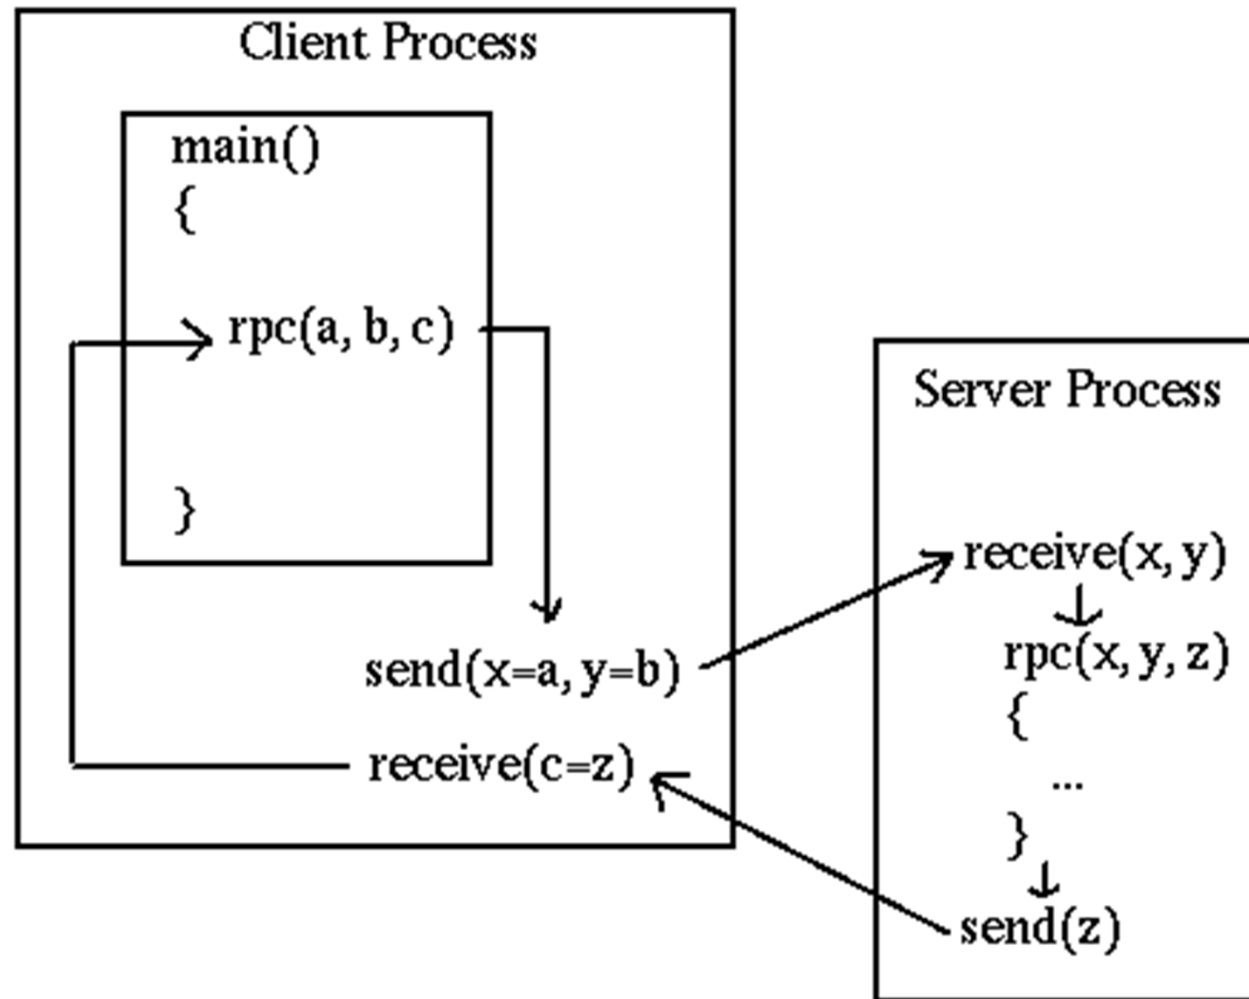 Client Process
main()
{
rpc(a, b, c)
}
send(x=a, y=b)
receive(c=z)
Server Process
receive(x, y)
rpc(x, y, z)
{
...
}
send(z)